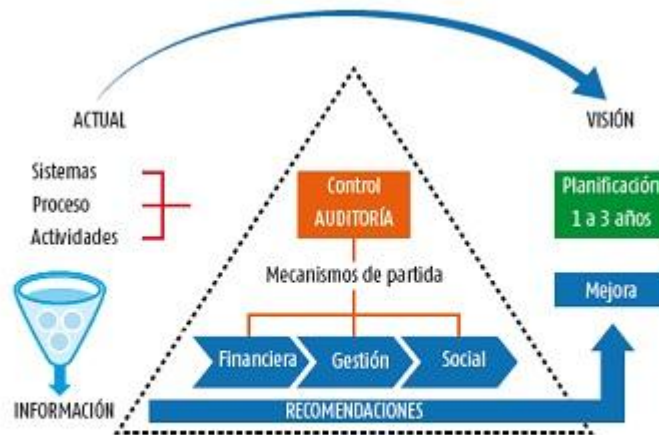 ACTUAL
VISIÓN
Sistemas
Proceso
Actividades
Control
AUDITORÍA
Planificación
1 a 3 años
Mecanismos de partida
Mejora
Financiera
Gestión
Social
INFORMACIÓN
RECOMENDACIONES